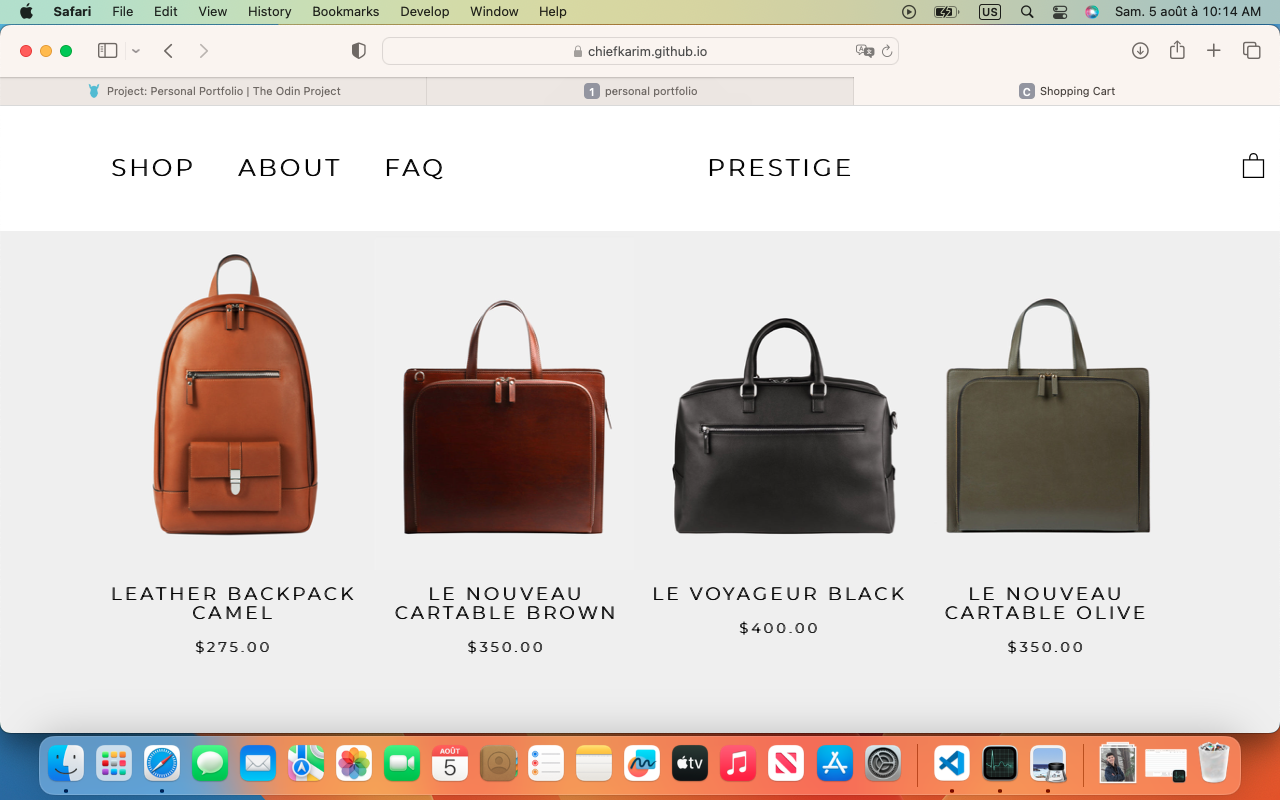 Safari File Edit View History Bookmarks Develop Window Help US Sam. 5 août à 10:14 AM
chiefkarim.github.io
Project: Personal Portfolio | The Odin Project
1 personal portfolio
C Shopping Cart
SHOP ABOUT FAQ PRESTIGE
LEATHER BACKPACK
CAMEL
$275.00
LE NOUVEAU
CARTABLE BROWN
$350.00
LE VOYAGEUR BLACK
$400.00
LE NOUVEAU
CARTABLE OLIVE
$350.00
AOÛT
5
tv